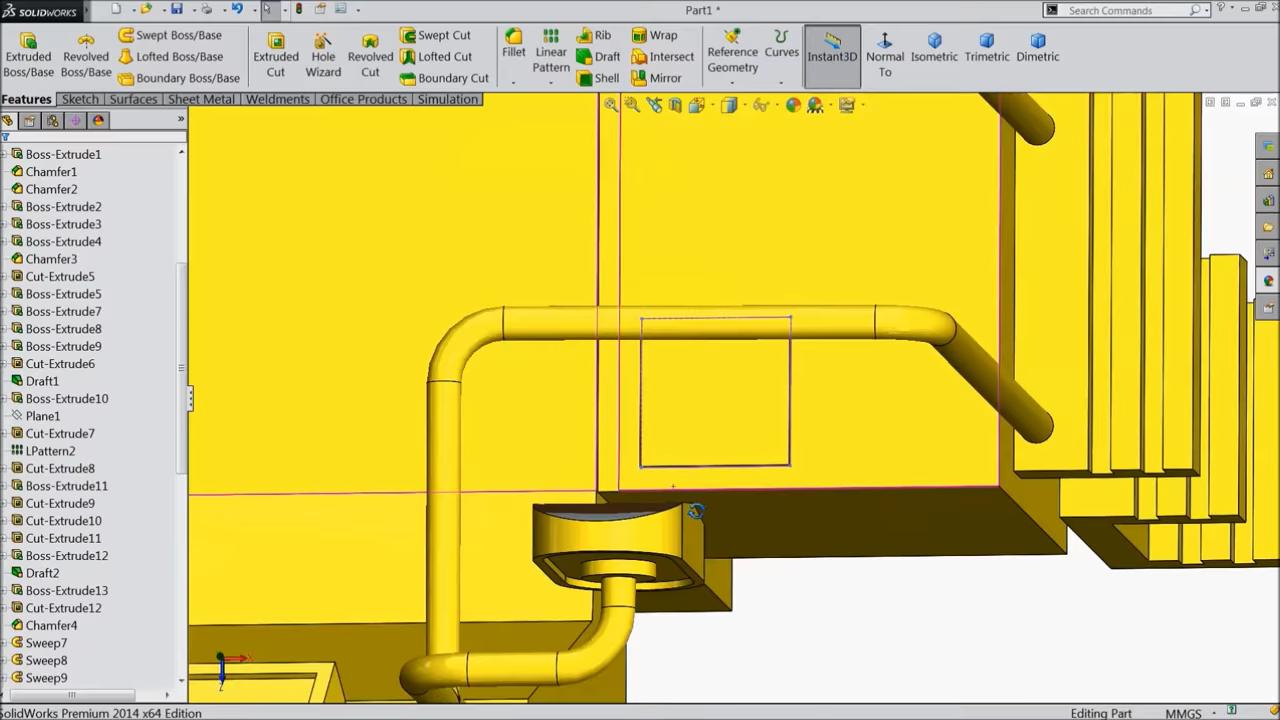 SOLIDWORKS
Part1 *
Search Commands
Extruded Boss/Base
Revolved Boss/Base
Swept Boss/Base
Lofted Boss/Base
Boundary Boss/Base
Extruded Cut
Hole Wizard
Revolved Cut
Swept Cut
Lofted Cut
Boundary Cut
Fillet
Linear Pattern
Rib
Draft
Shell
Wrap
Intersect
Mirror
Reference Geometry
Curves
Instant3D
Normal To
Isometric
Trimetric
Dimetric
Features Sketch Surfaces Sheet Metal Weldments Office Products Simulation
Boss-Extrude1
Chamfer1
Chamfer2
Boss-Extrude2
Boss-Extrude3
Boss-Extrude4
Chamfer3
Cut-Extrude5
Boss-Extrude5
Boss-Extrude7
Boss-Extrude8
Boss-Extrude9
Cut-Extrude6
Draft1
Boss-Extrude10
Plane1
Cut-Extrude7
LPattern2
Cut-Extrude8
Boss-Extrude11
Cut-Extrude9
Cut-Extrude10
Cut-Extrude11
Boss-Extrude12
Draft2
Boss-Extrude13
Cut-Extrude12
Chamfer4
Sweep7
Sweep8
Sweep9
SolidWorks Premium 2014 x64 Edition
Editing Part
MMGS